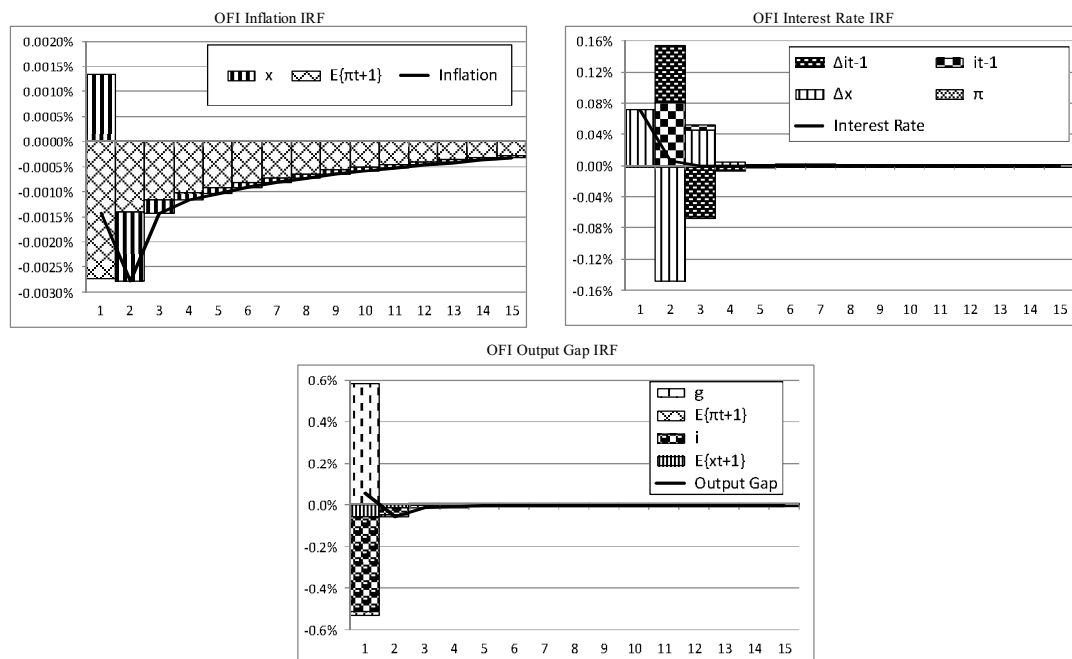 OFI Inflation IRF
0.0020%
0.0015%
0.0010%
0.0005%
0.0000%
-0.0005%
-0.0010%
-0.0015%
-0.0020%
-0.0025%
-0.0030%
x E{πt+1} Inflation
1 2 3 4 5 6 7 8 9 10 11 12 13 14 15
OFI Interest Rate IRF
0.16%
0.12%
0.08%
0.04%
0.00%
-0.04%
-0.08%
-0.12%
-0.16%
Δit-1 it-1
Δx π
Interest Rate
1 2 3 4 5 6 7 8 9 10 11 12 13 14 15
OFI Output Gap IRF
0.6%
0.4%
0.2%
0.0%
-0.2%
-0.4%
-0.6%
g
E{πt+1}
i
E{xt+1}
Output Gap
1 2 3 4 5 6 7 8 9 10 11 12 13 14 15